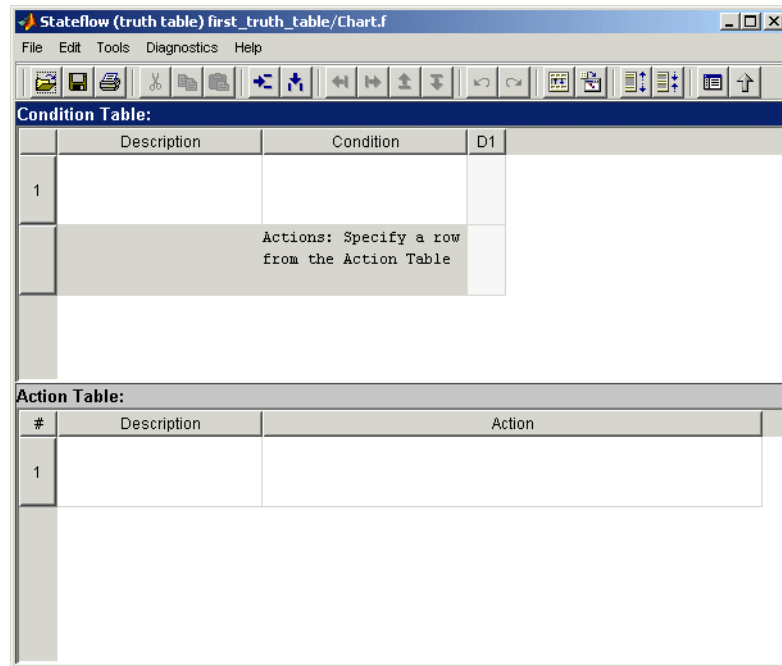 Stateflow (truth table) first_truth_table/Chart.f
File Edit Tools Diagnostics Help
Condition Table:
Description Condition D1
1
Actions: Specify a row
from the Action Table
Action Table:
# Description Action
1